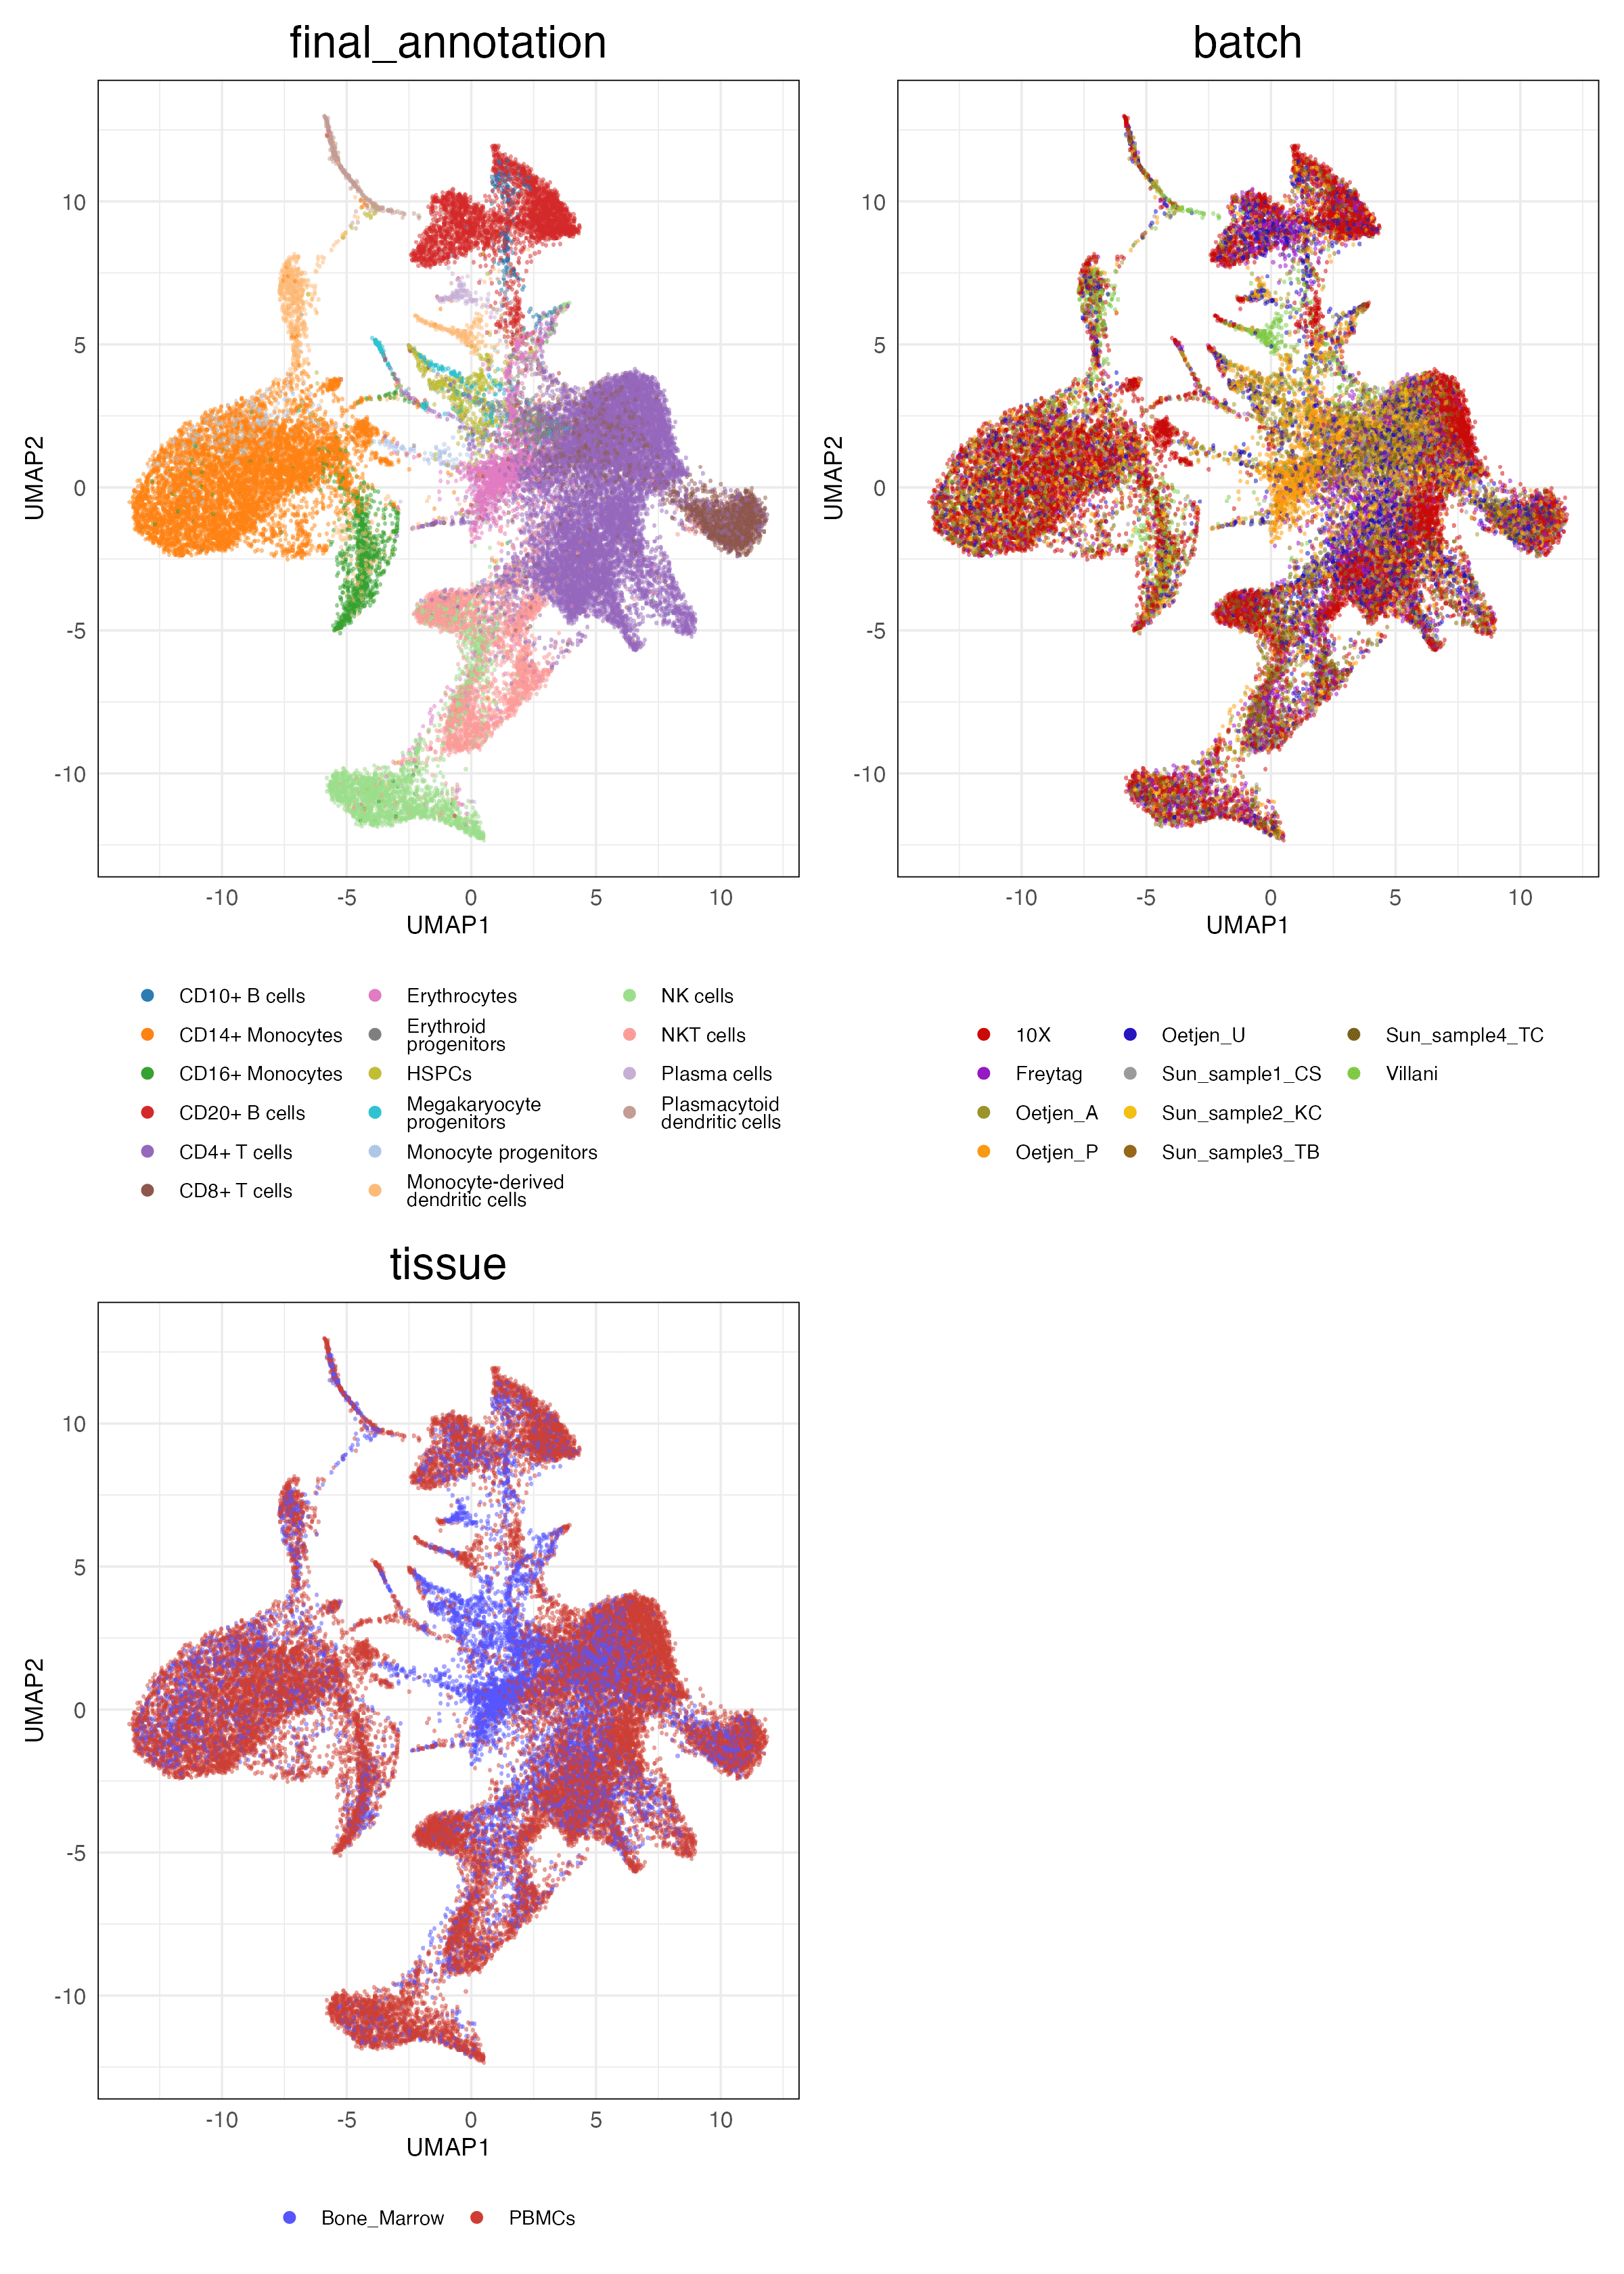 final_annotation
batch
UMAP2
10
5
0
-5
-10
-10
-5
0
5
10
UMAP1
UMAP2
10
5
0
-5
-10
-10
-5
0
5
10
UMAP1
CD10+ B cells
CD14+ Monocytes
CD16+ Monocytes
CD20+ B cells
CD4+ T cells
CD8+ T cells
Erythrocytes
Erythroid
progenitors
HSPCs
Megakaryocyte
progenitors
Monocyte progenitors
Monocyte-derived
dendritic cells
NK cells
NKT cells
Plasma cells
Plasmacytoid
dendritic cells
10X
Freytag
Oetjen_A
Oetjen_P
Oetjen_U
Sun_sample1_CS
Sun_sample2_KC
Sun_sample3_TB
Sun_sample4_TC
Villani
tissue
UMAP2
10
5
0
-5
-10
-10
-5
0
5
10
UMAP1
Bone_Marrow
PBMCs